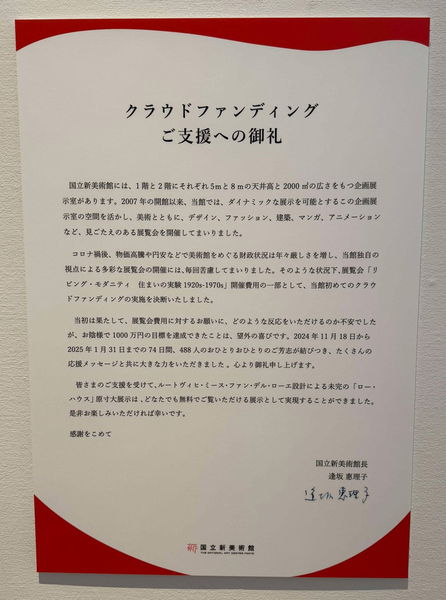 クラウドファンディング
ご支援への御礼
国立新美術館には、1階と2階にそれぞれ5mと8mの天井高と2000㎡の広さをもつ企画展
示室があります。2007年の開館以来、当館では、ダイナミックな展示を可能とするこの企画展
示室の空間を活かし、美術とともに、デザイン、ファッション、建築、マンガ、アニメーション
など、見ごたえのある展覧会を開催してまいりました。
コロナ禍後、物価高騰や円安などで美術館をめぐる財政状況は年々厳しさを増し、当館独自の
視点による多彩な展覧会の開催には、毎回苦慮してまいりました。そのような状況下、展覧会「リ
ビング・モダニティ　住まいの実験 1920s-1970s」開催費用の一部として、当館初めてのクラウ
ドファンディングの実施を決断いたしました。
当初は果たして、展覧会費用に対するお願いに、どのような反応をいただけるのか不安でした
が、お陰様で1000万円の目標を達成できたことは、望外の喜びです。2024年11月18日から
2025年1月31日までの74日間、488人のおひとりおひとりのご芳志が結びつき、たくさんの
応援メッセージと共に大きな力をいただきました。心より御礼申し上げます。
皆さまのご支援を受けて、ルートヴィヒ・ミース・ファン・デル・ローエ設計による未完の「ロー・
ハウス」原寸大展示は、どなたでも無料でご覧いただける展示として実現することができました。
是非お楽しみいただければ幸いです。
感謝をこめて
国立新美術館長
逢坂 惠理子
逢坂 惠理子
国立新美術館
THE NATIONAL ART CENTER, TOKYO